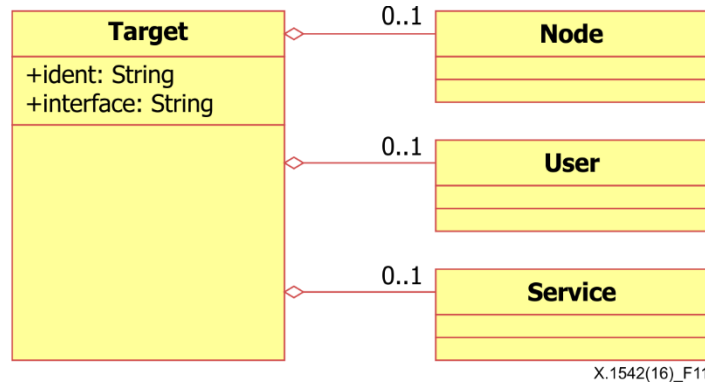 Target
+ident: String
+interface: String
0..1
Node
0..1
User
0..1
Service
X.1542(16)_F11